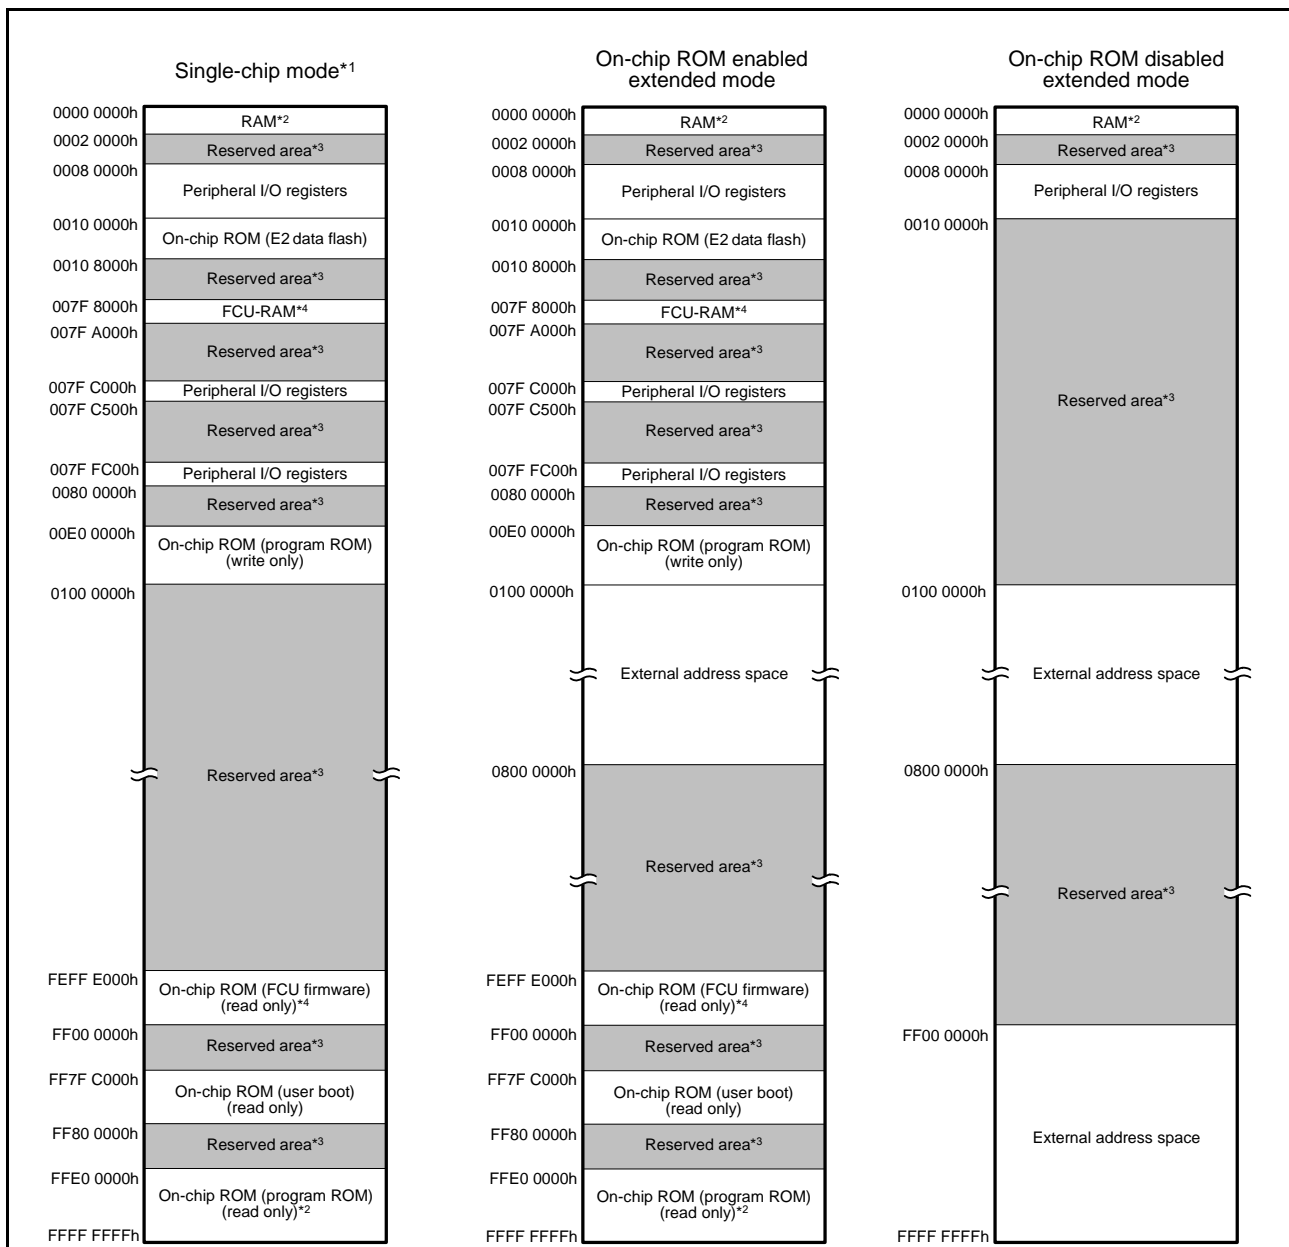 Single-chip mode*1
0000 0000h
RAM*2
0002 0000h
Reserved area*3
0008 0000h
Peripheral I/O registers
0010 0000h
On-chip ROM (E2 data flash)
0010 8000h
Reserved area*3
007F 8000h
FCU-RAM*4
007F A000h
Reserved area*3
007F C000h
Peripheral I/O registers
007F C500h
Reserved area*3
007F FC00h
Peripheral I/O registers
0080 0000h
Reserved area*3
00E0 0000h
On-chip ROM (program ROM)
(write only)
0100 0000h
Reserved area*3
FEFF E000h
On-chip ROM (FCU firmware)
(read only)*4
FF00 0000h
Reserved area*3
FF7F C000h
On-chip ROM (user boot)
(read only)
FF80 0000h
Reserved area*3
FFE0 0000h
On-chip ROM (program ROM)
(read only)*2
FFFF FFFFh
On-chip ROM enabled
extended mode
0000 0000h
RAM*2
0002 0000h
Reserved area*3
0008 0000h
Peripheral I/O registers
0010 0000h
On-chip ROM (E2 data flash)
0010 8000h
Reserved area*3
007F 8000h
FCU-RAM*4
007F A000h
Reserved area*3
007F C000h
Peripheral I/O registers
007F C500h
Reserved area*3
007F FC00h
Peripheral I/O registers
0080 0000h
Reserved area*3
00E0 0000h
On-chip ROM (program ROM)
(write only)
0100 0000h
External address space
0800 0000h
Reserved area*3
FEFF E000h
On-chip ROM (FCU firmware)
(read only)*4
FF00 0000h
Reserved area*3
FF7F C000h
On-chip ROM (user boot)
(read only)
FF80 0000h
Reserved area*3
FFE0 0000h
On-chip ROM (program ROM)
(read only)*2
FFFF FFFFh
On-chip ROM disabled
extended mode
0000 0000h
RAM*2
0002 0000h
Reserved area*3
0008 0000h
Peripheral I/O registers
0010 0000h
Reserved area*3
0100 0000h
External address space
0800 0000h
Reserved area*3
FF00 0000h
External address space
FFFF FFFFh